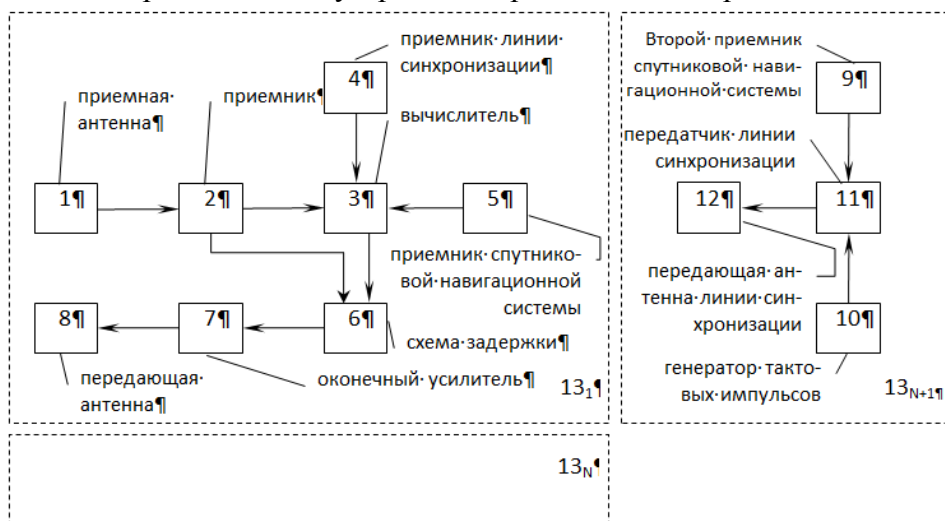 приемник·линии·
синхронизации¶
4¶
приемная·
антенна¶
приемник¶
вычислитель¶
1¶
2¶
3¶
5¶
приемник·спутнико-
вой·навигационной
системы
8¶
7¶
6¶
схема·задержки¶
передающая·
антенна¶
оконечный·усилитель¶
13₁¶
Второй·приемник
спутниковой·нави-
гационной·системы
9¶
передатчик·линии
синхронизации
12¶
11¶
передающая·ан-
тенна·линии·син-
хронизации
10¶
генератор·такто-
вых·импульсов
13N+1¶
13N¶